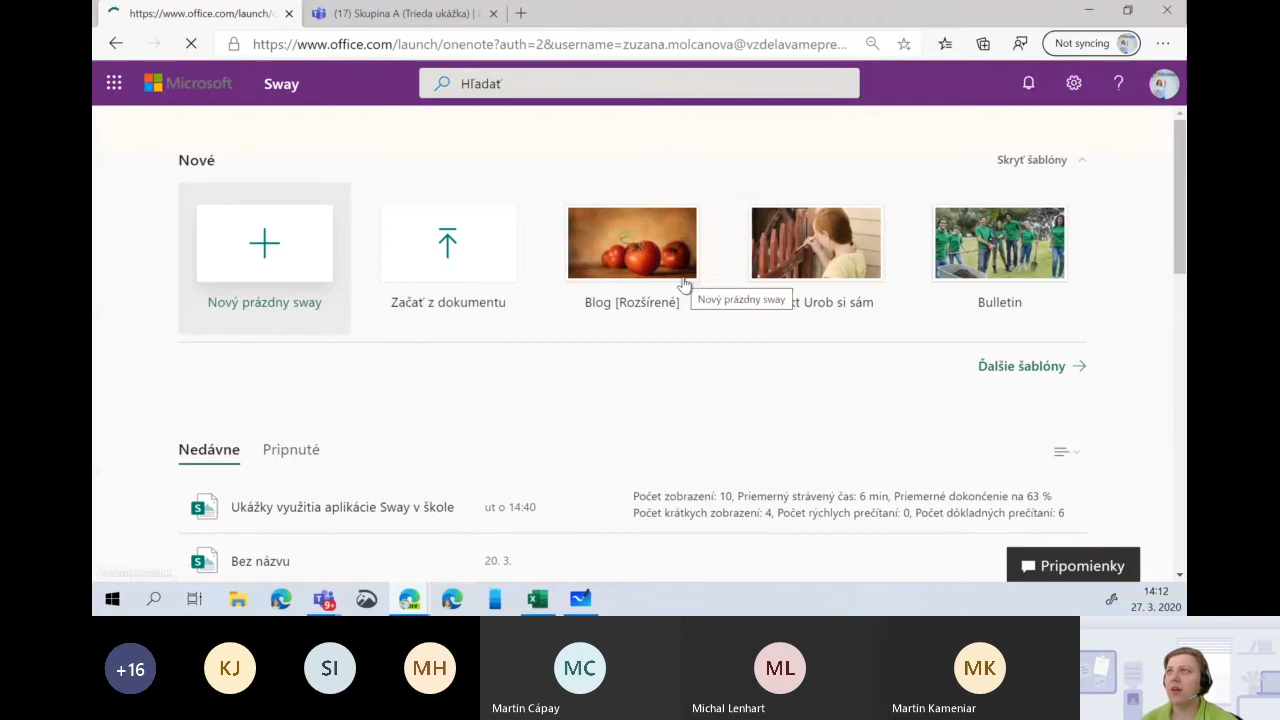 https://www.office.com/launch/o
(17) Skupina A (Trieda ukážka) |
https://www.office.com/launch/onenote?auth=2&username=zuzana.molcanova@vzdelavamepre...
Not syncing
Microsoft
Sway
Hľadať
Nové
Skryť šablóny
Nový prázdny sway
Začať z dokumentu
Blog [Rozšírené]
Nový prázdny sway
kt Urob si sám
Bulletin
Ďalšie šablóny
Nedávne
Pripnuté
Ukážky využitia aplikácie Sway v škole
ut o 14:40
Počet zobrazení: 10, Priemerný strávený čas: 6 min, Priemerné dokončenie na 63 %
Počet krátkych zobrazení: 4, Počet rýchlych prečítaní: 0, Počet dôkladných prečítaní: 6
Bez názvu
20. 3.
Pripomienky
9+
14:12
27. 3. 2020
+16
KJ
SI
MH
MC
ML
MK
Martin Cápay
Michal Lenhart
Martin Kameniar